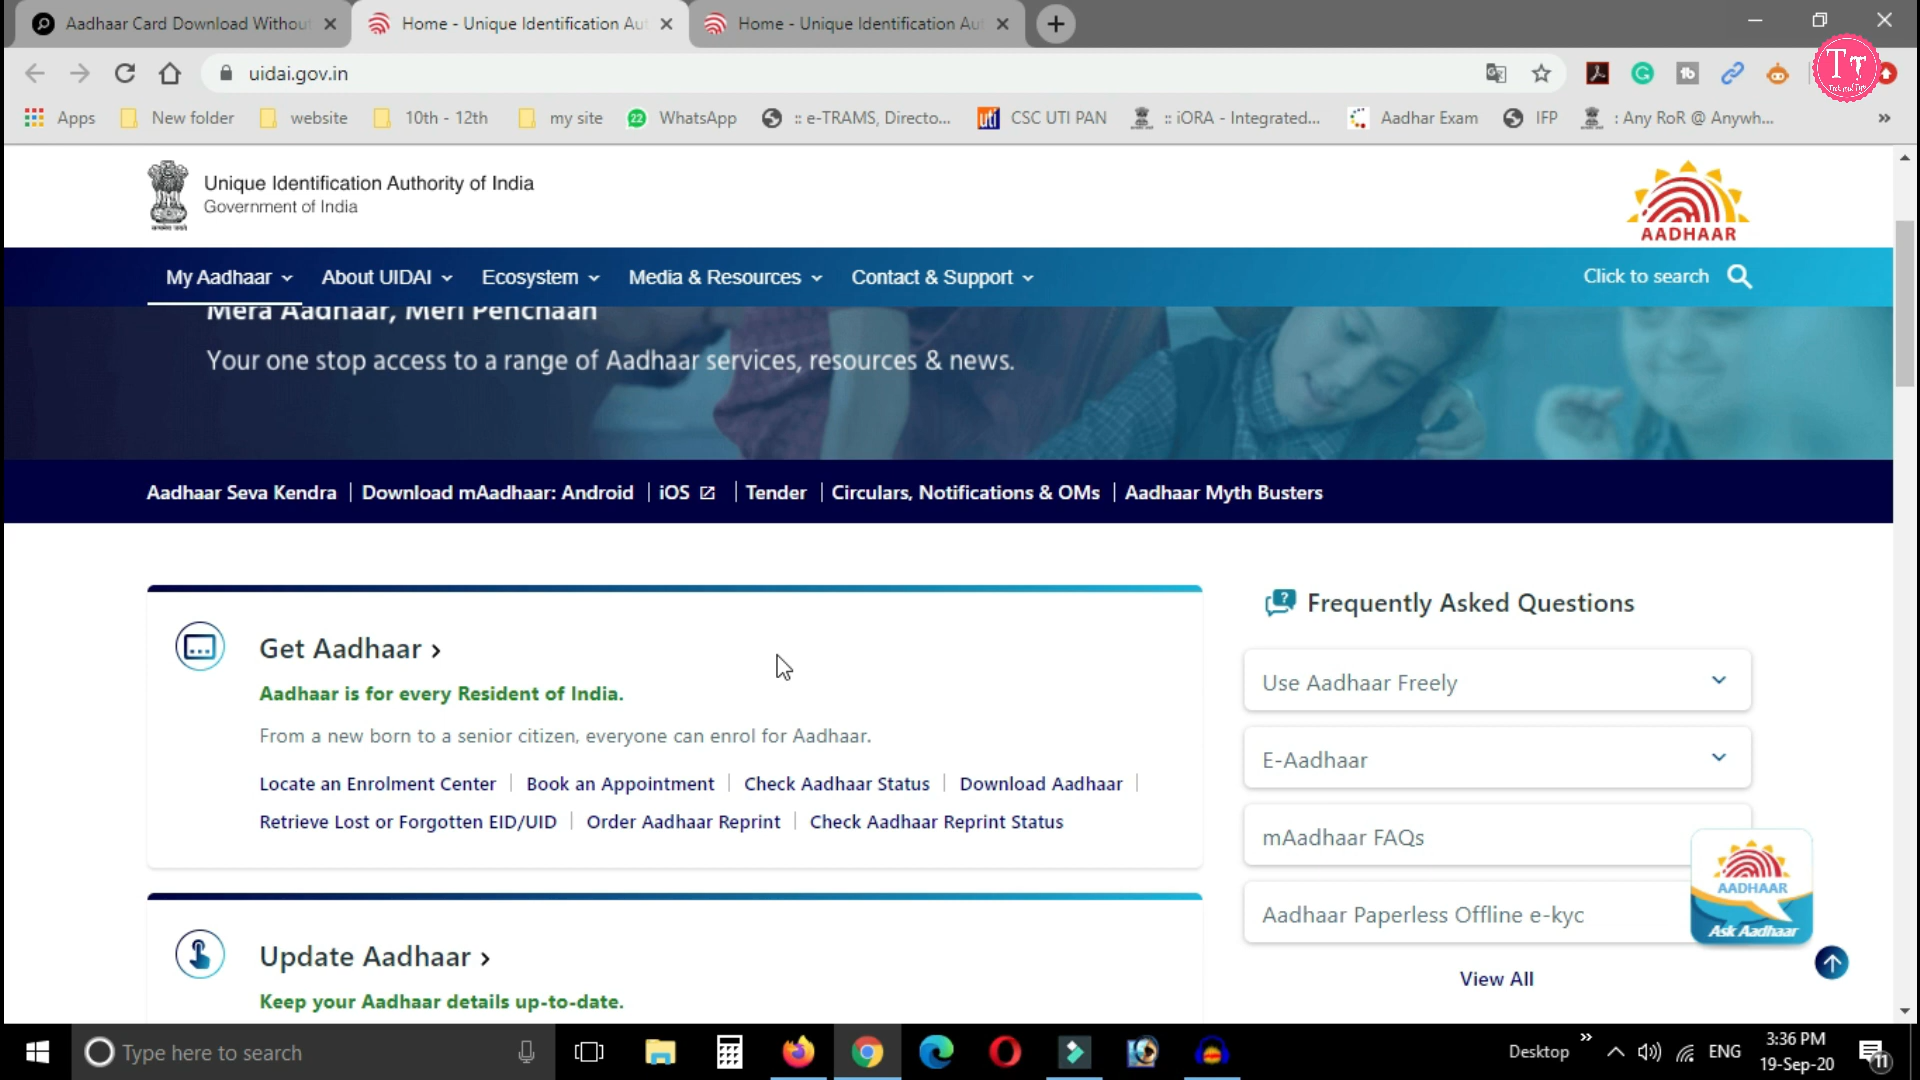 Aadhaar Card Download Withou
Home - Unique Identification Au
Home - Unique Identification Au
uidai.gov.in
Tt
Apps
New folder
website
10th - 12th
my site
22
WhatsApp
:: e-TRAMS, Directo...
uti
CSC UTI PAN
:: iORA - Integrated...
Aadhar Exam
IFP
: Any RoR @ Anywh...
»
Unique Identification Authority of India
Government of India
AADHAAR
My Aadhaar
About UIDAI
Ecosystem
Media & Resources
Contact & Support
Click to search
Mera Aadhaar, Meri Pehchaan
Your one stop access to a range of Aadhaar services, resources & news.
Aadhaar Seva Kendra | Download mAadhaar: Android | iOS | Tender | Circulars, Notifications & OMs | Aadhaar Myth Busters
Get Aadhaar ›
Aadhaar is for every Resident of India.
From a new born to a senior citizen, everyone can enrol for Aadhaar.
Locate an Enrolment Center | Book an Appointment | Check Aadhaar Status | Download Aadhaar |
Retrieve Lost or Forgotten EID/UID | Order Aadhaar Reprint | Check Aadhaar Reprint Status
Update Aadhaar ›
Keep your Aadhaar details up-to-date.
Frequently Asked Questions
Use Aadhaar Freely
E-Aadhaar
mAadhaar FAQs
Aadhaar Paperless Offline e-kyc
View All
AADHAAR
Ask Aadhaar
Type here to search
Desktop
»
ENG
3:36 PM
19-Sep-20
11